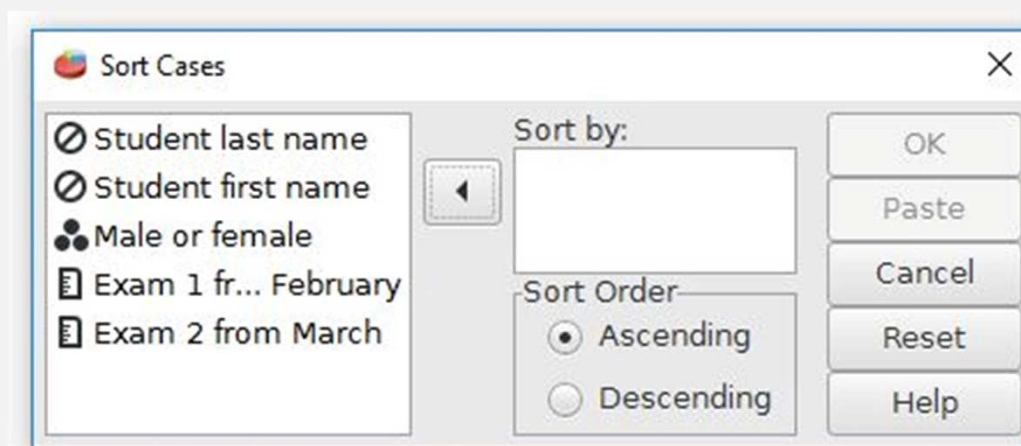 Sort Cases
Student last name
Student first name
Male or female
Exam 1 fr... February
Exam 2 from March
Sort by:
Sort Order
Ascending
Descending
OK
Paste
Cancel
Reset
Help